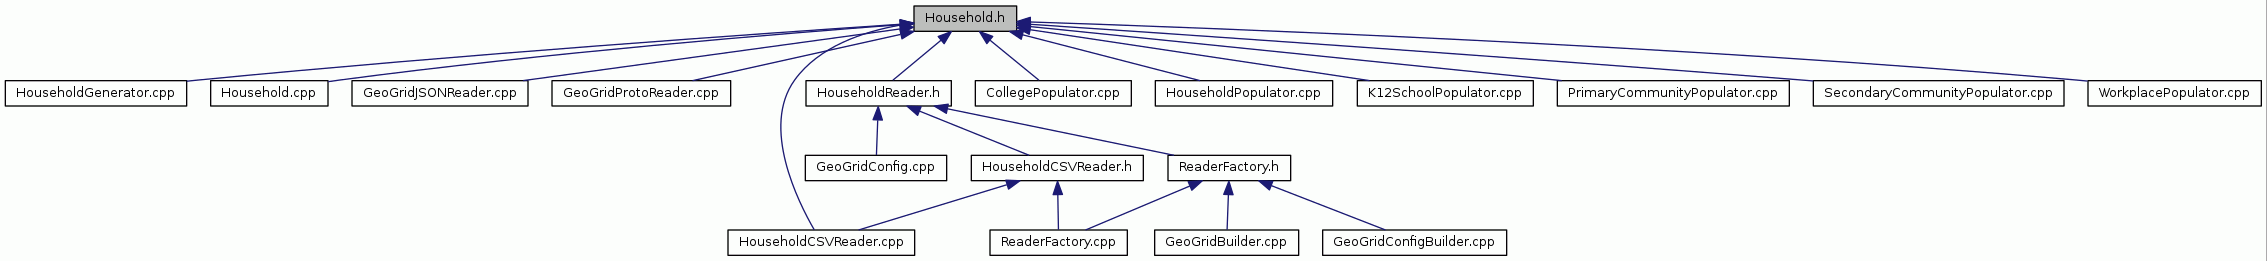 Household.h
HouseholdGenerator.cpp
Household.cpp
GeoGridJSONReader.cpp
GeoGridProtoReader.cpp
HouseholdReader.h
CollegePopulator.cpp
HouseholdPopulator.cpp
K12SchoolPopulator.cpp
PrimaryCommunityPopulator.cpp
SecondaryCommunityPopulator.cpp
WorkplacePopulator.cpp
GeoGridConfig.cpp
HouseholdCSVReader.h
ReaderFactory.h
HouseholdCSVReader.cpp
ReaderFactory.cpp
GeoGridBuilder.cpp
GeoGridConfigBuilder.cpp